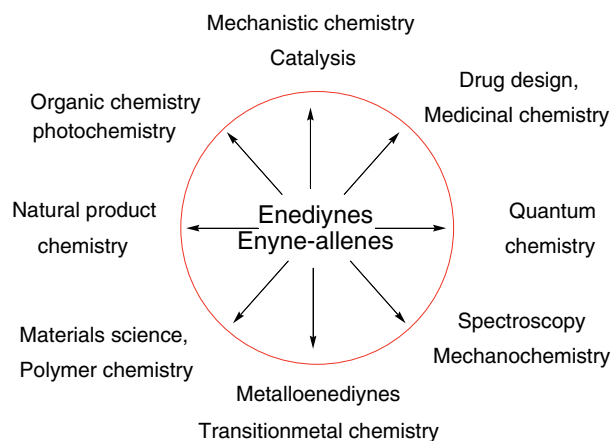 Mechanistic chemistry
Catalysis
Drug design,
Medicinal chemistry
Organic chemistry
photochemistry
Natural product
chemistry
Enediynes
Enyne-allenes
Quantum
chemistry
Materials science,
Polymer chemistry
Spectroscopy
Mechanochemistry
Metalloenediynes
Transitionmetal chemistry